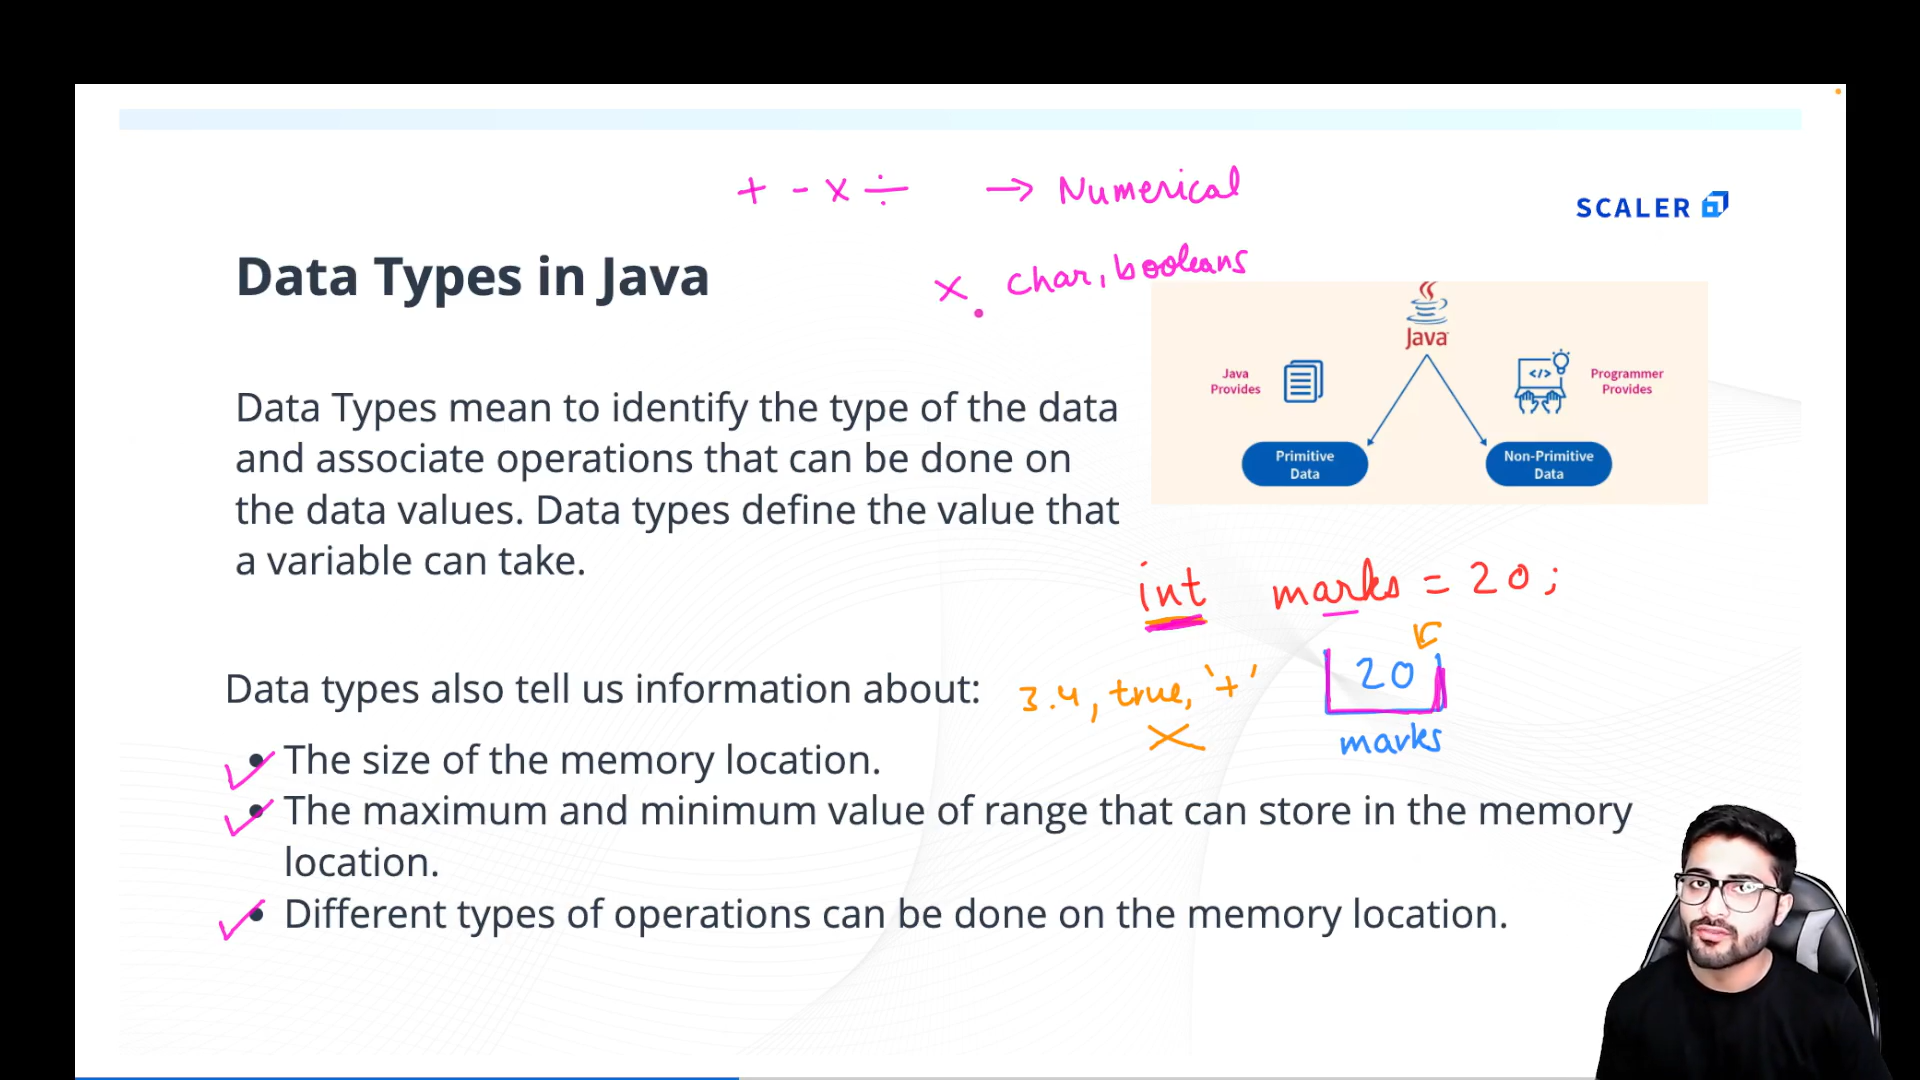 + - x ÷ → Numerical
SCALER
Data Types in Java
x char, booleans
Java
Java
Provides
Programmer
Provides
Primitive
Data
Non-Primitive
Data
Data Types mean to identify the type of the data
and associate operations that can be done on
the data values. Data types define the value that
a variable can take.
int marks = 20;
Data types also tell us information about:
3.4, true, '+'
20
marks
• The size of the memory location.
• The maximum and minimum value of range that can store in the memory
location.
• Different types of operations can be done on the memory location.